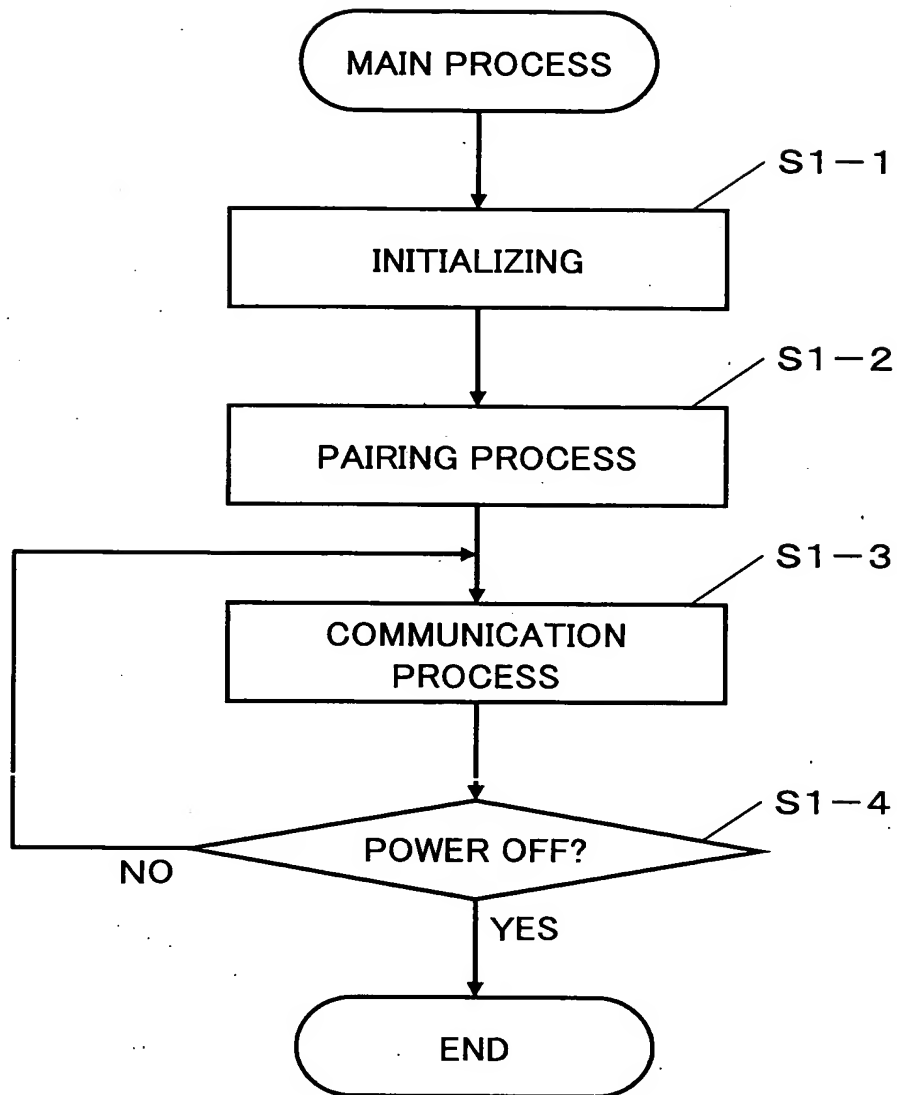 MAIN PROCESS
S1-1
INITIALIZING
S1-2
PAIRING PROCESS
S1-3
COMMUNICATION
PROCESS
S1-4
POWER OFF?
NO
YES
END